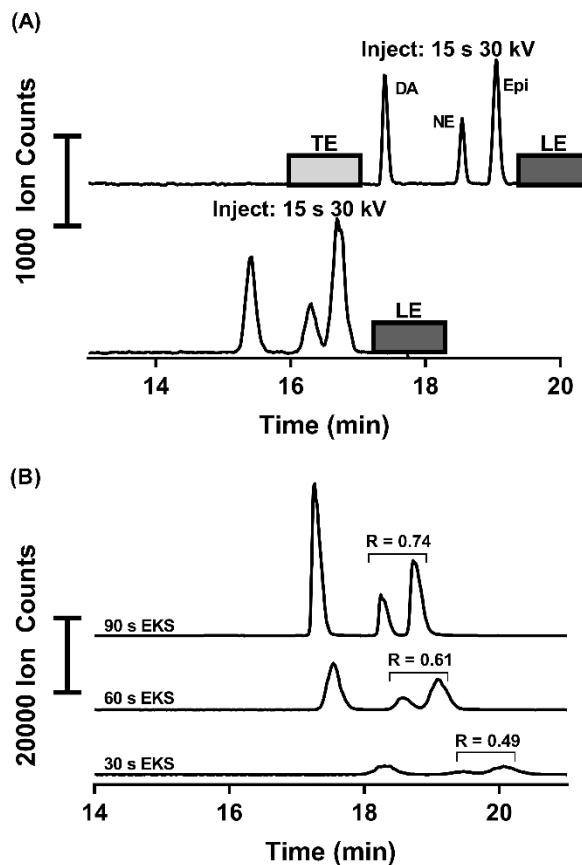 (A)
Inject: 15 s 30 kV
DA
NE
Epi
TE
LE
Inject: 15 s 30 kV
LE
1000 Ion Counts
14 16 18 20
Time (min)
(B)
R = 0.74
90 s EKS
R = 0.61
60 s EKS
R = 0.49
30 s EKS
20000 Ion Counts
14 16 18 20
Time (min)